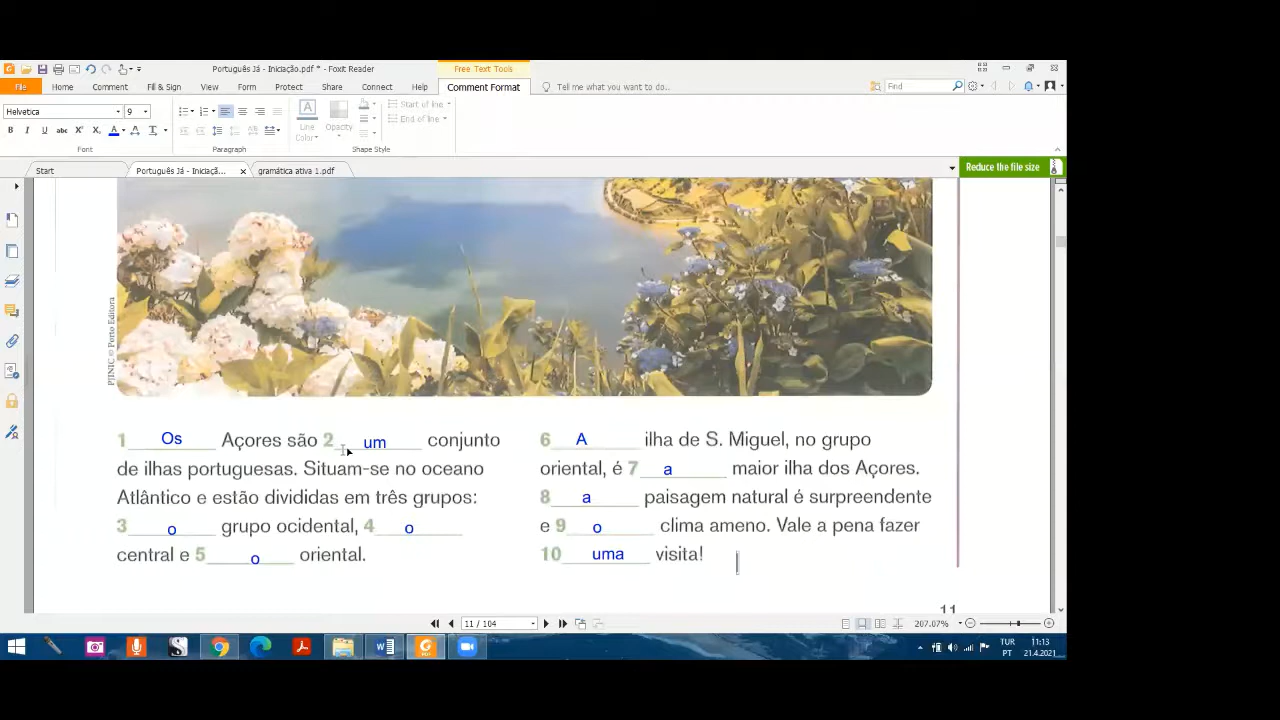 Português Já - Iniciação.pdf * - Foxit Reader
Free Text Tools
File Home Comment Fill & Sign View Form Protect Share Connect Help Comment Format Tell me what you want to do.. Find
Helvetica 9
B I U abc X² X₂ A
Line Color
Opacity
Start of line
End of line
Font Paragraph Shape Style
Start Português Já - Iniciaçã... gramática ativa 1.pdf Reduce the file size
PJINIC © Porto Editora
1 Os Açores são 2 um conjunto
de ilhas portuguesas. Situam-se no oceano
Atlântico e estão divididas em três grupos:
3 o grupo ocidental, 4 o
central e 5 o oriental.
6 A ilha de S. Miguel, no grupo
oriental, é 7 a maior ilha dos Açores.
8 a paisagem natural é surpreendente
e 9 o clima ameno. Vale a pena fazer
10 uma visita!
11
11 / 104 207.07%
TUR 11:13
PT 21.4.2021